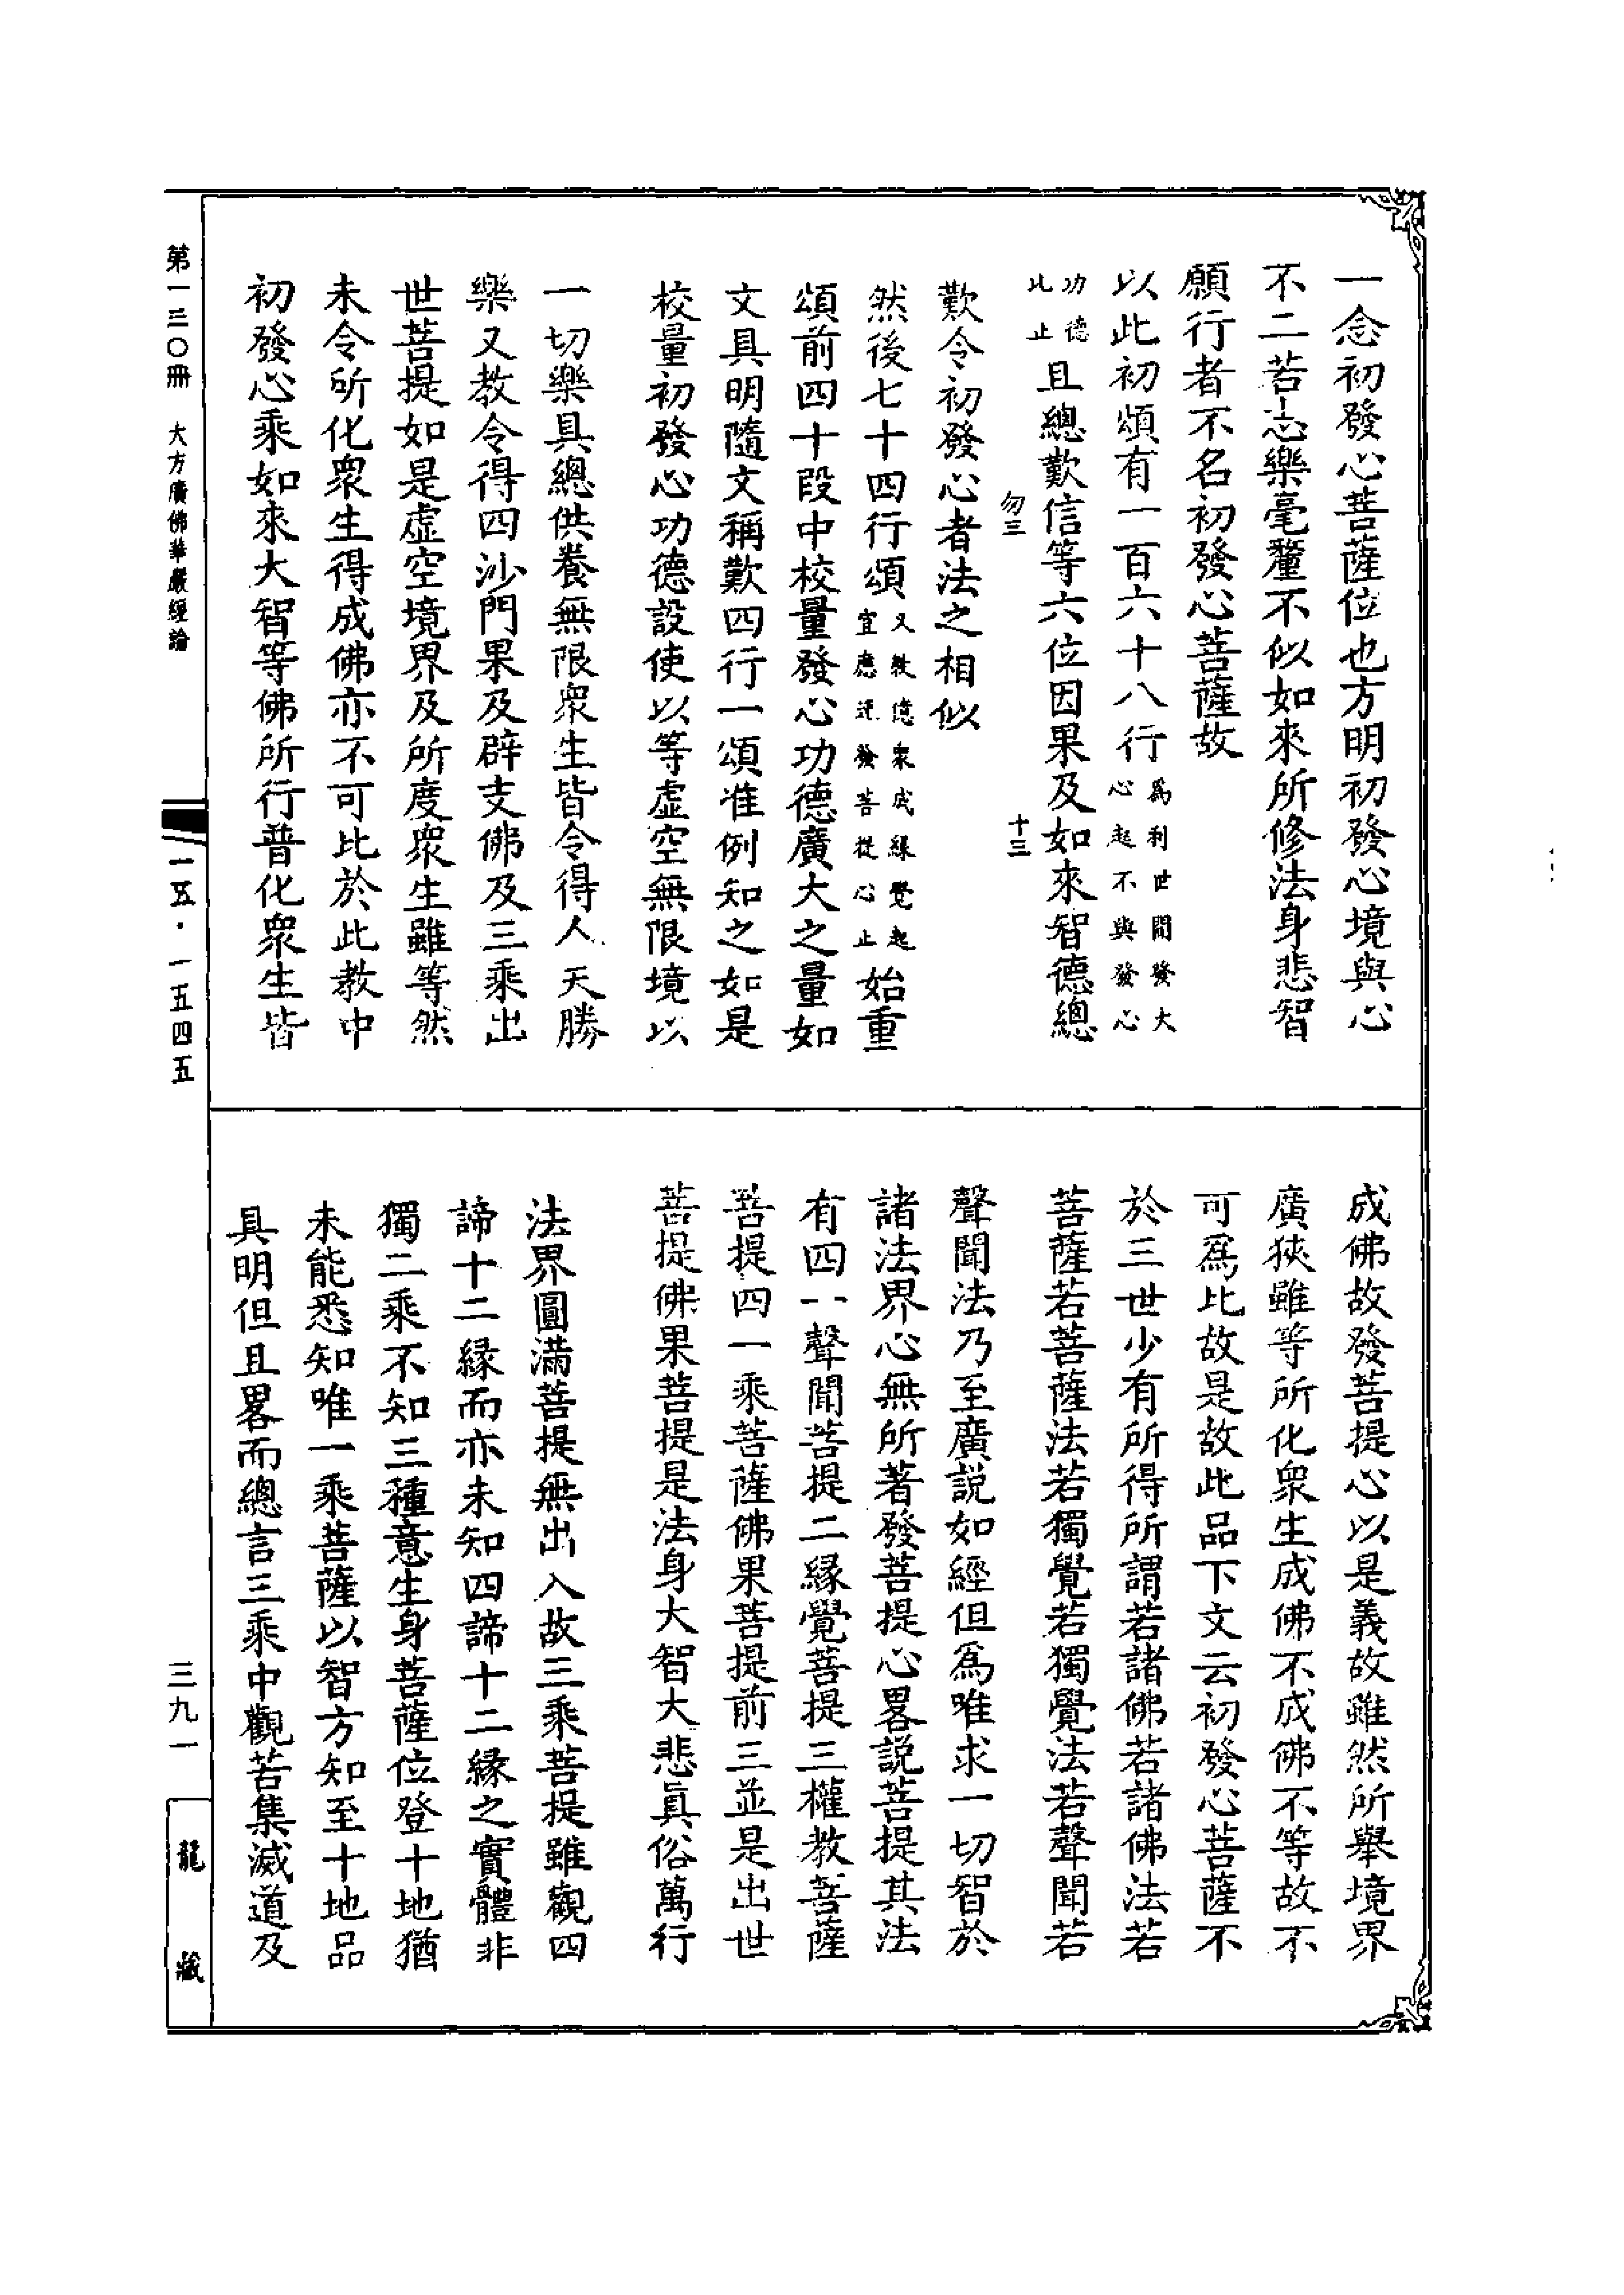 一念初發心菩薩位也方明初發心境與心
不二若志樂毫釐不似如來所修法身悲智
願行者不名初發心菩薩故
以此初頌有一百六十八行為利世間發大心起不與發心
功德比止且總歎信等六位因果及如來智德總
勿三 十三
歎令初發心者法之相似
然後七十四行頌又教億衆成緣覺起宜應速發菩提心止始重
頌前四十段中校量發心功德廣大之量如
文具明隨文稱歎四行一頌准例知之如是
校量初發心功德設使以等虛空無限境以
一切樂具總供養無限衆生皆令得人天勝
樂又教令得四沙門果及辟支佛及三乘出
世菩提如是虛空境界及所度衆生雖等然
未令所化衆生得成佛亦不可比於此教中
初發心乘如來大智等佛所行普化衆生皆
成佛故發菩提心以是義故雖然所舉境界
廣狹雖等所化衆生成佛不成佛不等故不
可爲比故是故此品下文云初發心菩薩不
於三世少有所得所謂若諸佛若諸佛法若
菩薩若菩薩法若獨覺若獨覺法若聲聞若
聲聞法乃至廣説如經但爲唯求一切智於
諸法界心無所著發菩提心畧説菩提其法
有四一聲聞菩提二緣覺菩提三權教菩薩
菩提四一乘菩薩佛果菩提前三並是出世
菩提佛果菩提是法身大智大悲真俗萬行
法界圓滿菩提無出入故三乘菩提雖觀四
諦十二緣而亦未知四諦十二緣之實體非
獨二乘不知三種意生身菩薩位登十地猶
未能悉知唯一乘菩薩以智方知至十地品
具明但且畧而總言三乘中觀苦集滅道及
第一三〇冊 大方廣佛華嚴經論
一五·一五四五
三九一
龍藏